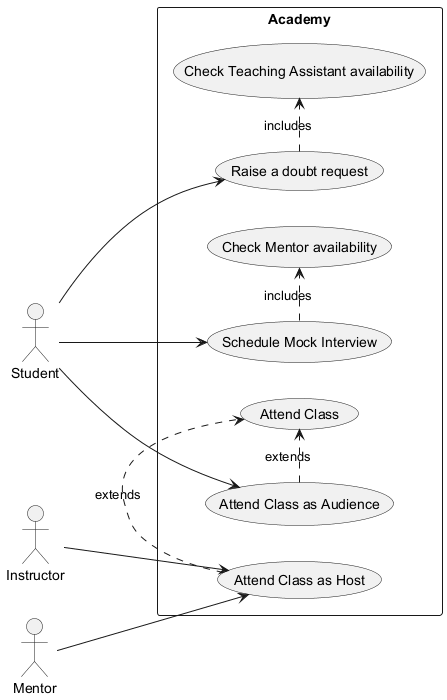 Academy
Check Teaching Assistant availability
includes
Raise a doubt request
Check Mentor availability
includes
Schedule Mock Interview
Student
Attend Class
extends
extends
Attend Class as Audience
Instructor
Attend Class as Host
Mentor